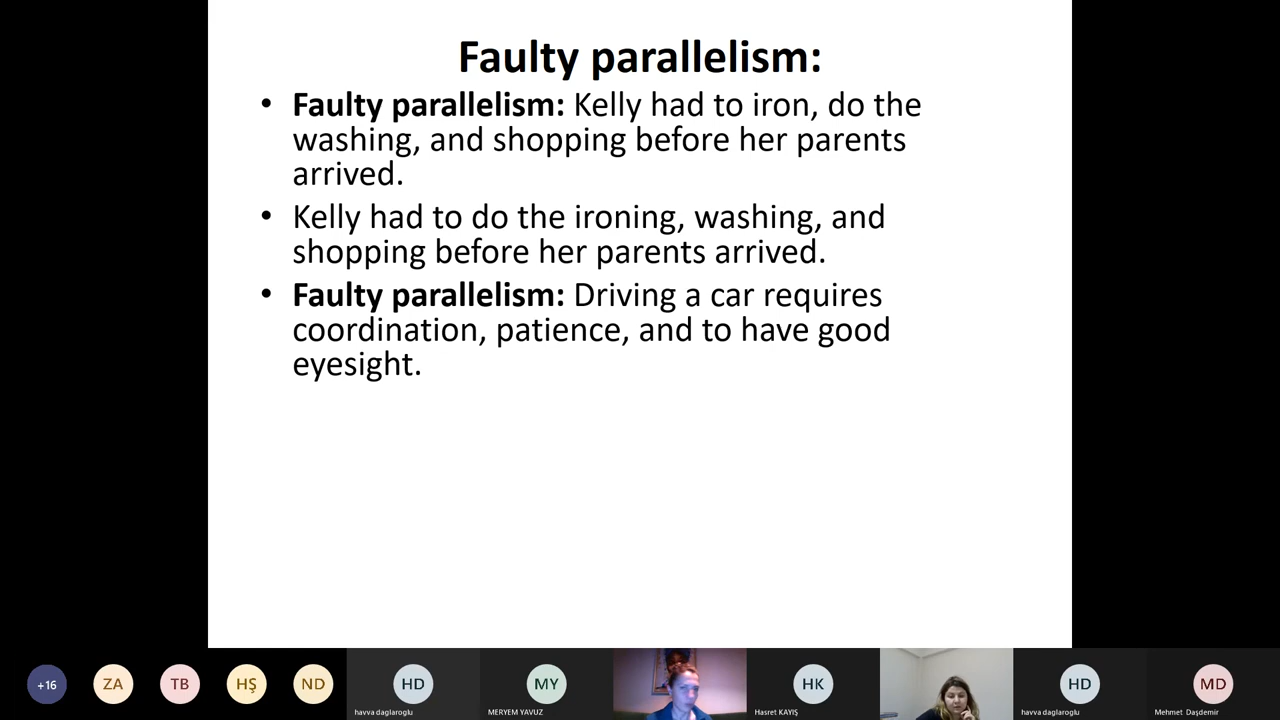 Faulty parallelism:
• Faulty parallelism: Kelly had to iron, do the
washing, and shopping before her parents
arrived.
• Kelly had to do the ironing, washing, and
shopping before her parents arrived.
• Faulty parallelism: Driving a car requires
coordination, patience, and to have good
eyesight.
+16
ZA
TB
HŞ
ND
HD
MY
HK
HD
MD
havva daglaroglu
MERYEM YAVUZ
Hasret KAYIŞ
havva daglaroglu
Mehmet Daşdemir